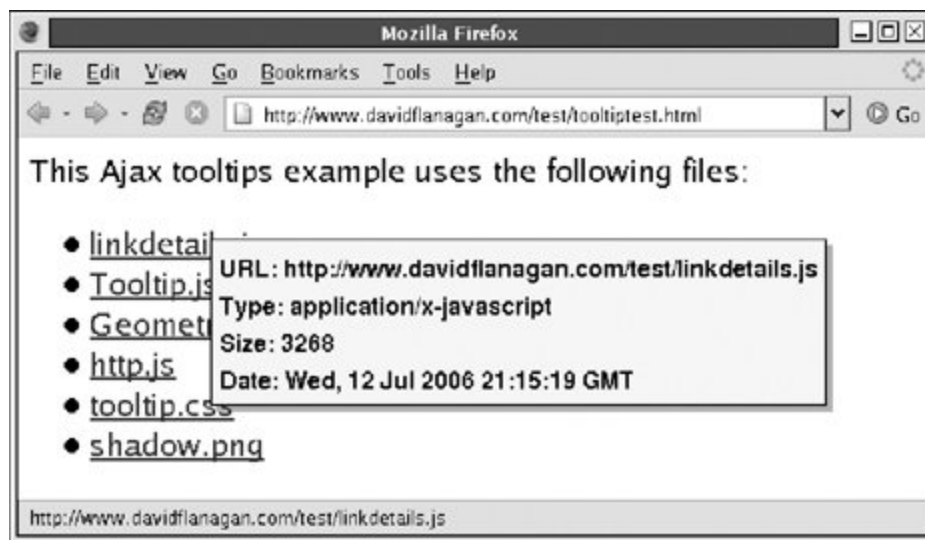 Mozilla Firefox
File Edit View Go Bookmarks Tools Help
http://www.davidflanagan.com/test/tooltiptest.html Go
This Ajax tooltips example uses the following files:
linkdetail
URL: http://www.davidflanagan.com/test/linkdetails.js
Tooltip.js
Type: application/x-javascript
Geomet
Size: 3268
http.js
Date: Wed, 12 Jul 2006 21:15:19 GMT
tooltip.css
shadow.png
http://www.davidflanagan.com/test/linkdetails.js